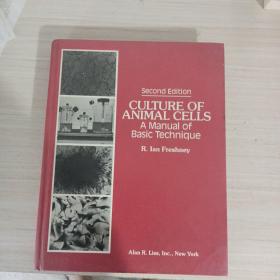 Second Edition
CULTURE OF
ANIMAL CELLS
A Manual of
Basic Technique
R. Ian Freshney
Alan R. Liss, Inc., New York